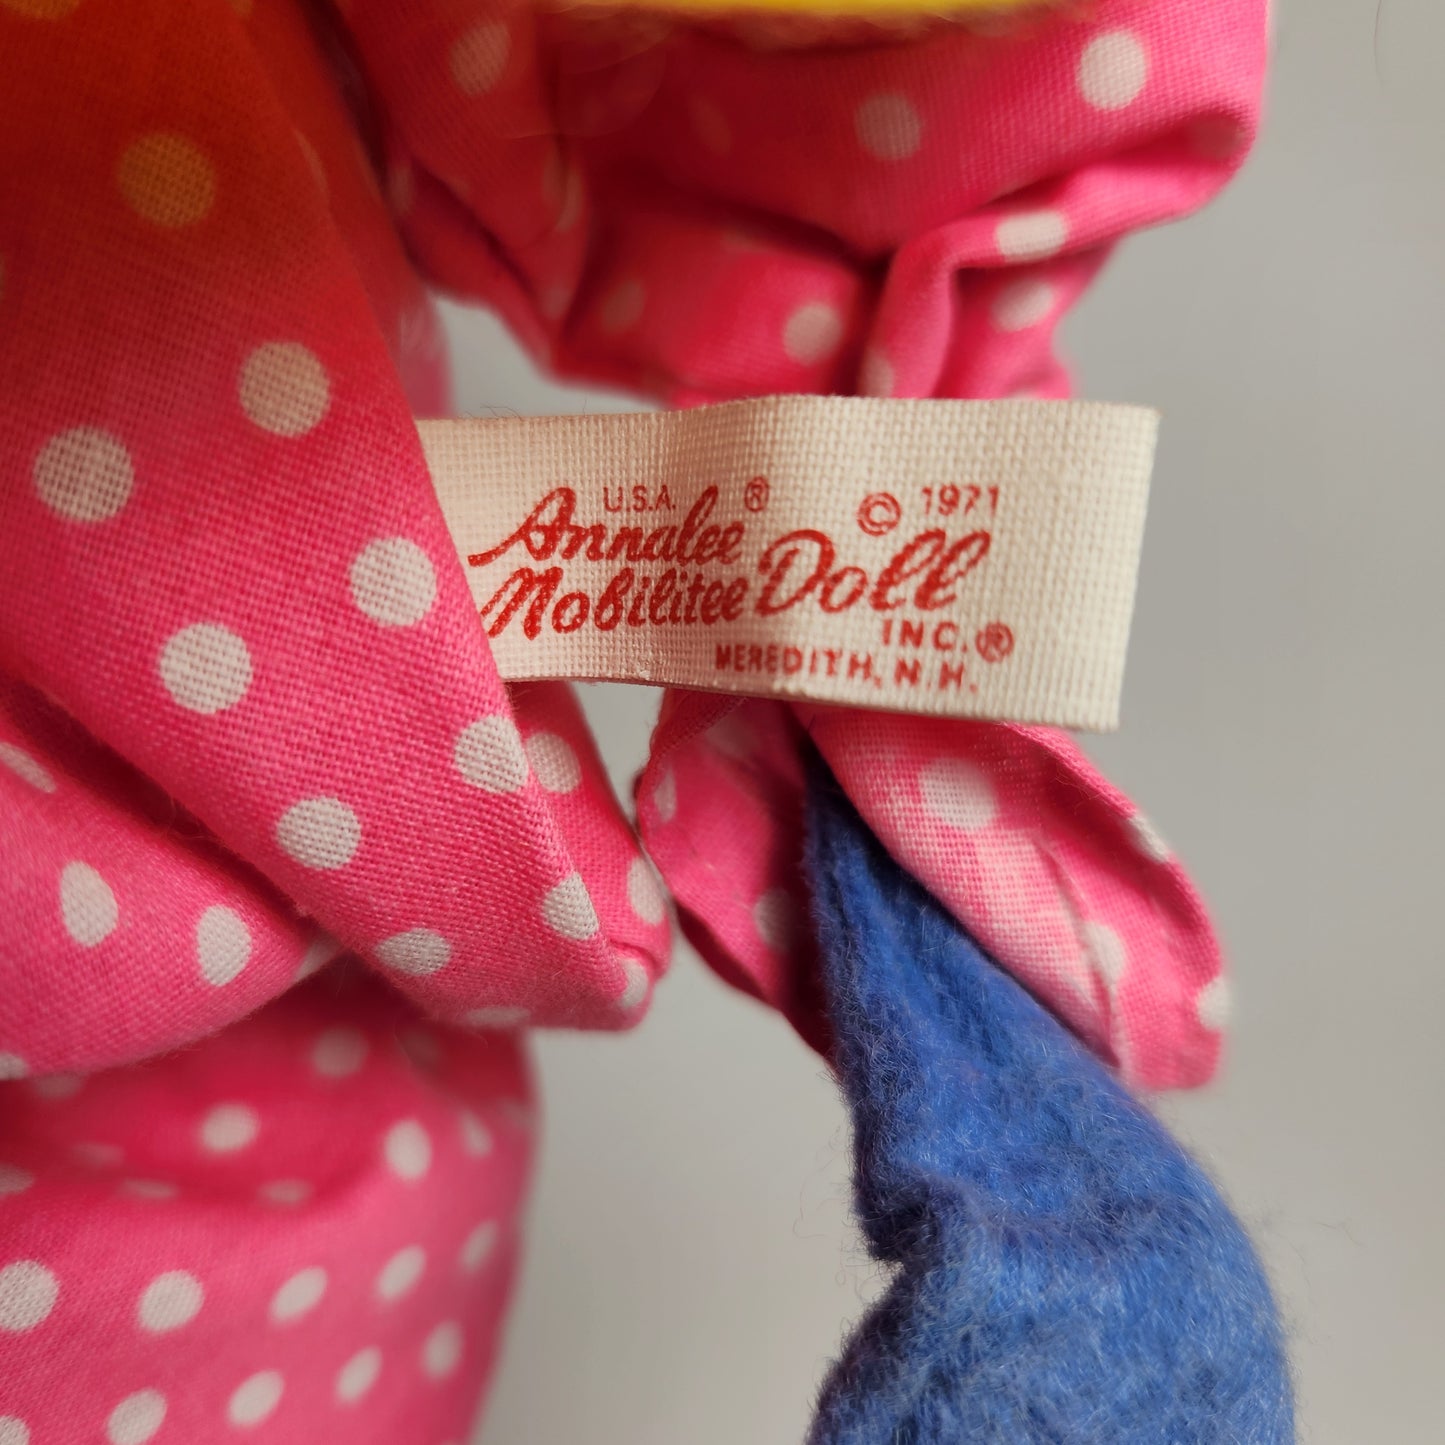 U.S.A. ® © 1971
Annalee
Mobilitee Doll
INC.®
MEREDITH, N.H.